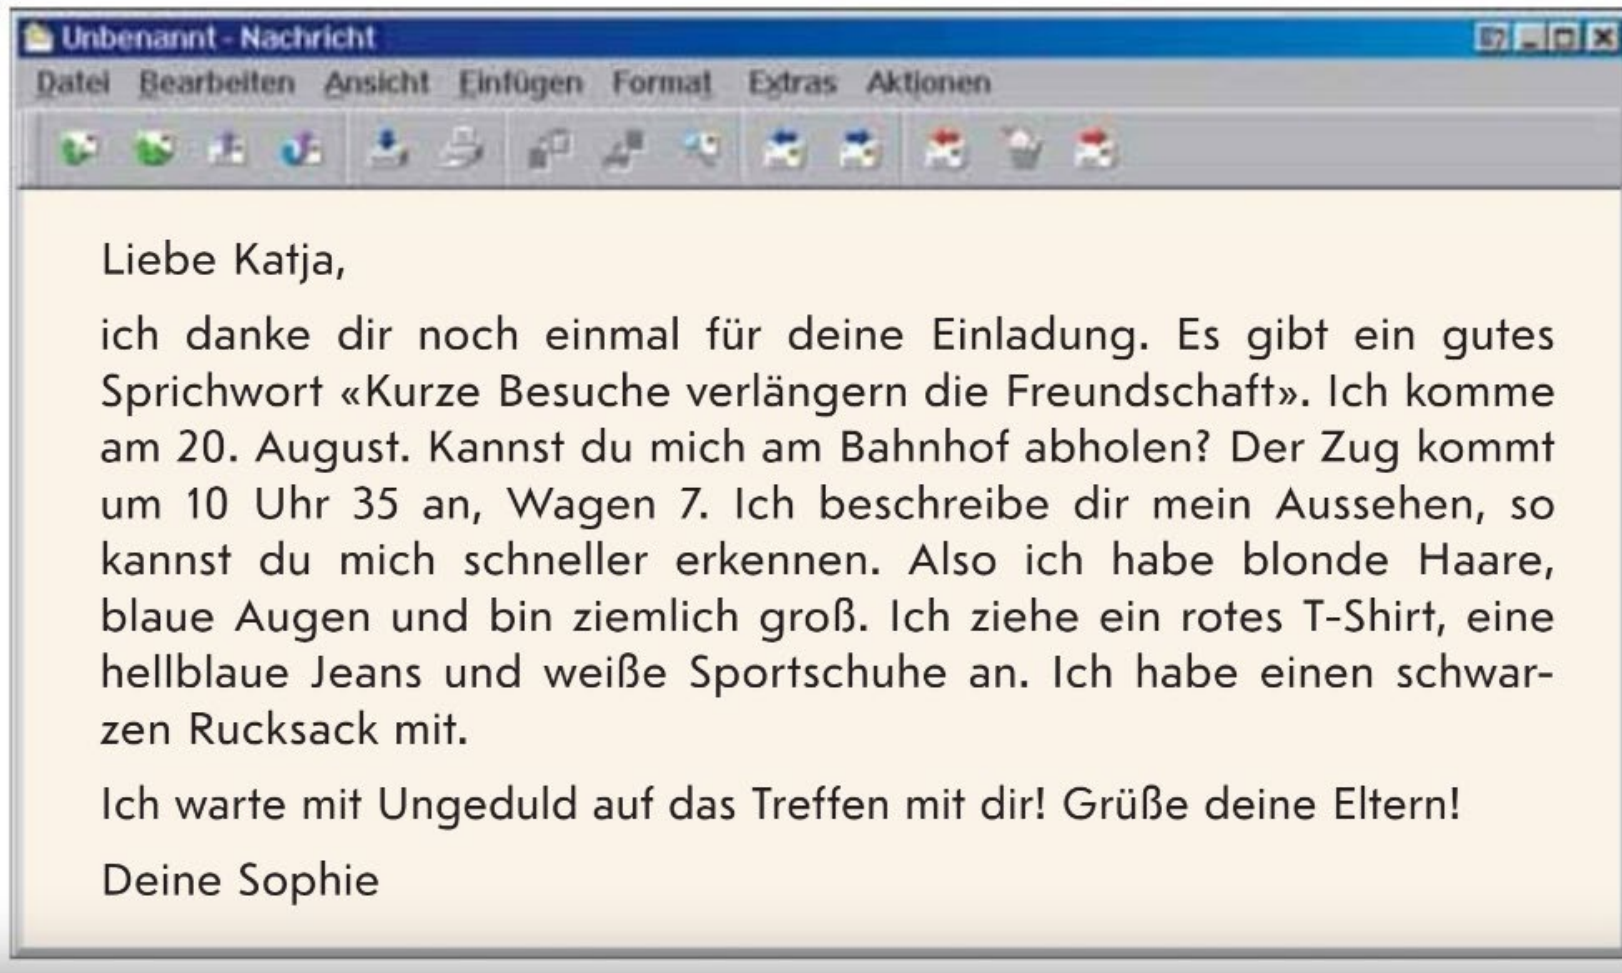 Unbenannt - Nachricht
Datei Bearbeiten Ansicht Einfügen Format Extras Aktionen
Liebe Katja,
ich danke dir noch einmal für deine Einladung. Es gibt ein gutes
Sprichwort «Kurze Besuche verlängern die Freundschaft». Ich komme
am 20. August. Kannst du mich am Bahnhof abholen? Der Zug kommt
um 10 Uhr 35 an, Wagen 7. Ich beschreibe dir mein Aussehen, so
kannst du mich schneller erkennen. Also ich habe blonde Haare,
blaue Augen und bin ziemlich groß. Ich ziehe ein rotes T-Shirt, eine
hellblaue Jeans und weiße Sportschuhe an. Ich habe einen schwar-
zen Rucksack mit.
Ich warte mit Ungeduld auf das Treffen mit dir! Grüße deine Eltern!
Deine Sophie